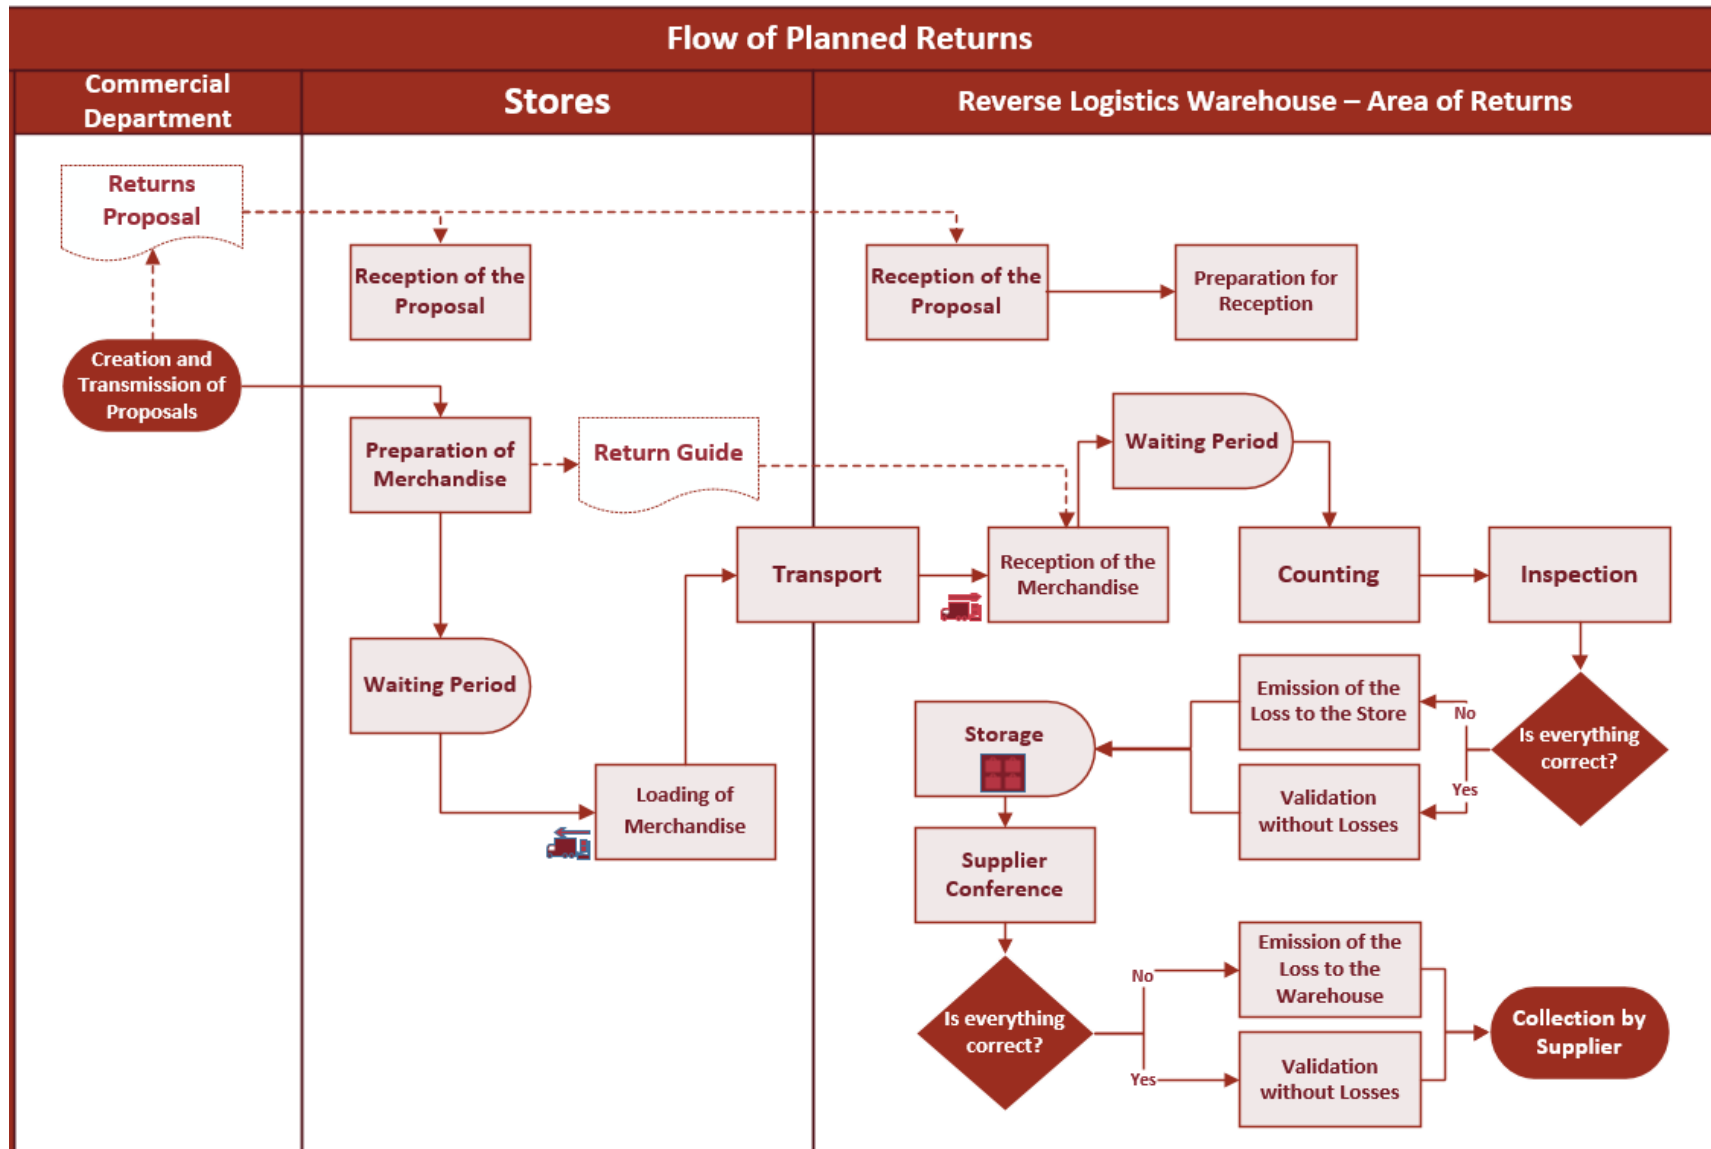 Flow of Planned Returns
Commercial
Department
Stores
Reverse Logistics Warehouse – Area of Returns
Returns
Proposal
Reception of the
Proposal
Reception of the
Proposal
Preparation for
Reception
Creation and
Transmission of
Proposals
Preparation of
Merchandise
Return Guide
Waiting Period
Transport
Reception of the
Merchandise
Counting
Inspection
Waiting Period
Loading of
Merchandise
Emission of the
Loss to the Store
No
Is everything
correct?
Yes
Validation
without Losses
Storage
Supplier
Conference
Is everything
correct?
No
Emission of the
Loss to the
Warehouse
Yes
Validation
without Losses
Collection by
Supplier